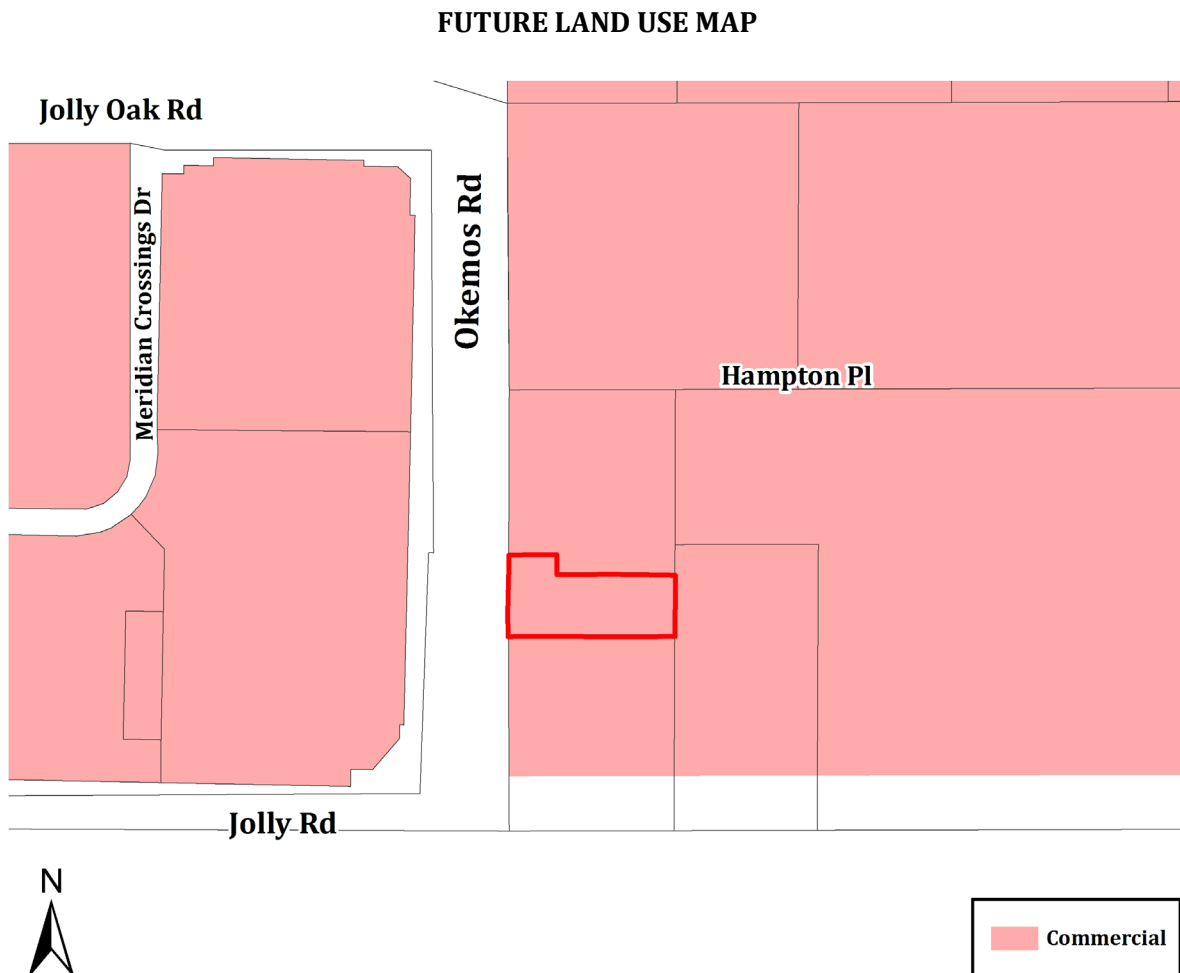 FUTURE LAND USE MAP
Jolly Oak Rd
Meridian Crossings Dr
Okemos Rd
Hampton Pl
Jolly Rd
N
Commercial